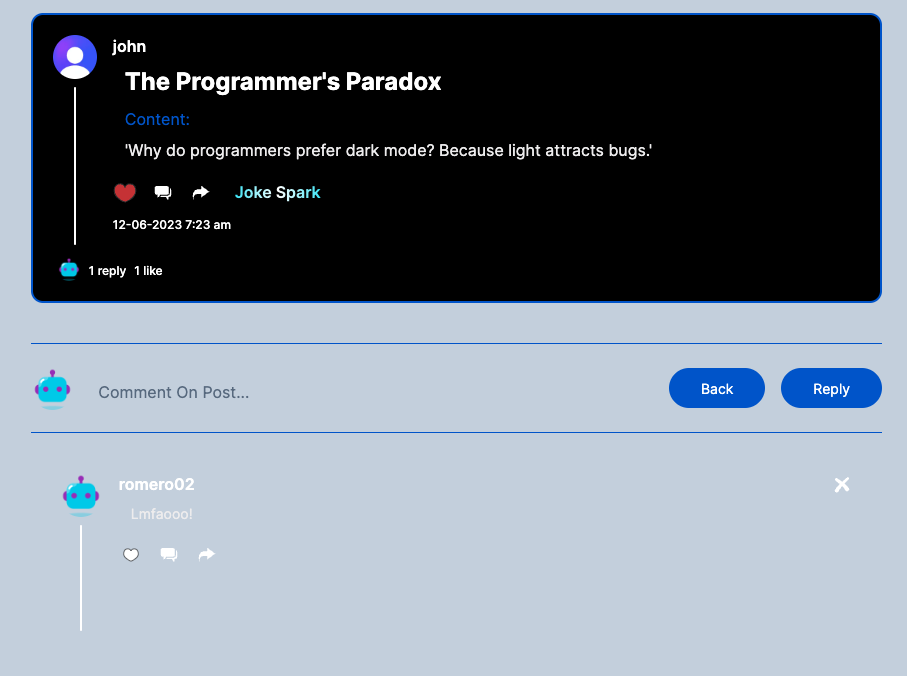 john
The Programmer's Paradox
Content:
'Why do programmers prefer dark mode? Because light attracts bugs.'
Joke Spark
12-06-2023 7:23 am
1 reply 1 like
Comment On Post... Back Reply
romero02
Lmfaooo!